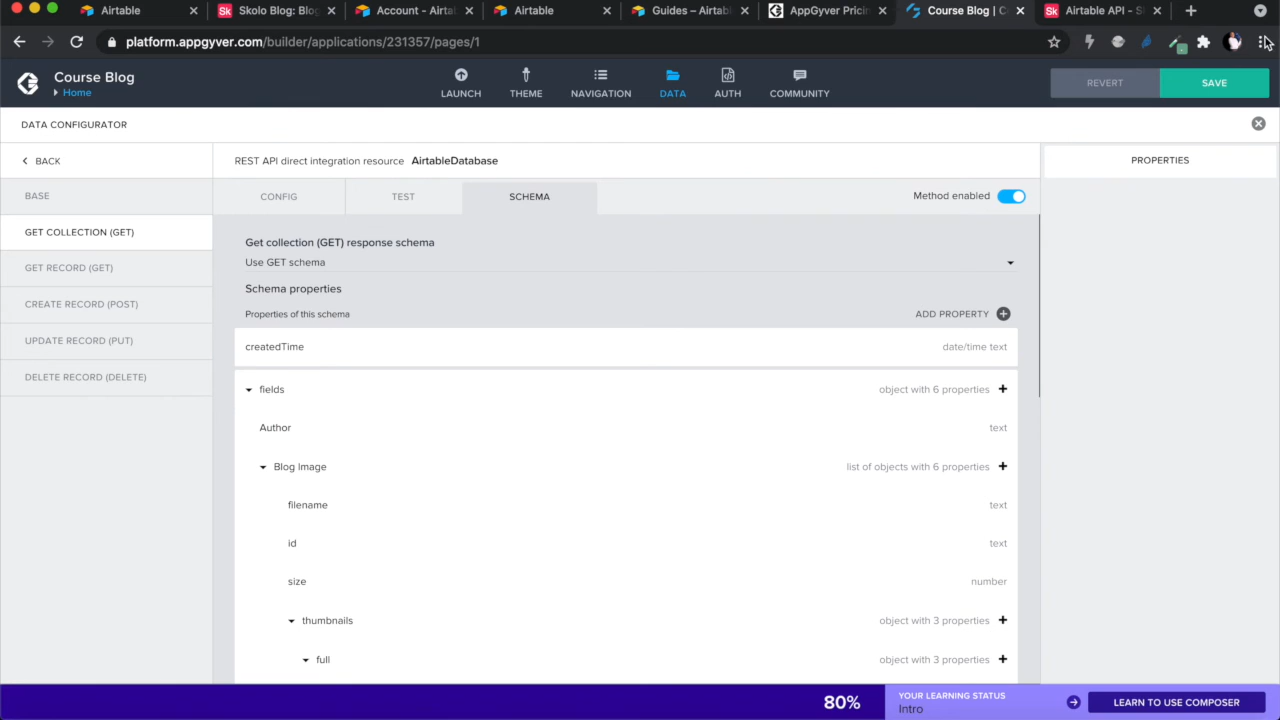 Airtable
Skolo Blog: Blog:
Account - Airtal
Airtable
Guides – Airtabl
AppGyver Pricin
Course Blog | C
Airtable API - S
platform.appgyver.com/builder/applications/231357/pages/1
Course Blog
Home
LAUNCH
THEME
NAVIGATION
DATA
AUTH
COMMUNITY
REVERT
SAVE
DATA CONFIGURATOR
BACK
REST API direct integration resource AirtableDatabase
PROPERTIES
BASE
CONFIG
TEST
SCHEMA
Method enabled
GET COLLECTION (GET)
GET RECORD (GET)
CREATE RECORD (POST)
UPDATE RECORD (PUT)
DELETE RECORD (DELETE)
Get collection (GET) response schema
Use GET schema
Schema properties
Properties of this schema
ADD PROPERTY
createdTime date/time text
fields object with 6 properties
Author text
Blog Image list of objects with 6 properties
filename text
id text
size number
thumbnails object with 3 properties
full object with 3 properties
80%
YOUR LEARNING STATUS
Intro
LEARN TO USE COMPOSER